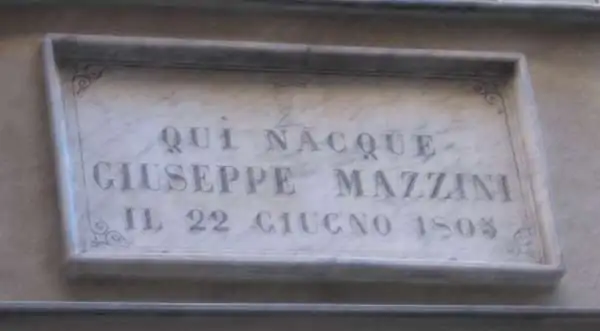 QUI NACQUE
GIUSEPPE MAZZINI
IL 22 GIUGNO 1805